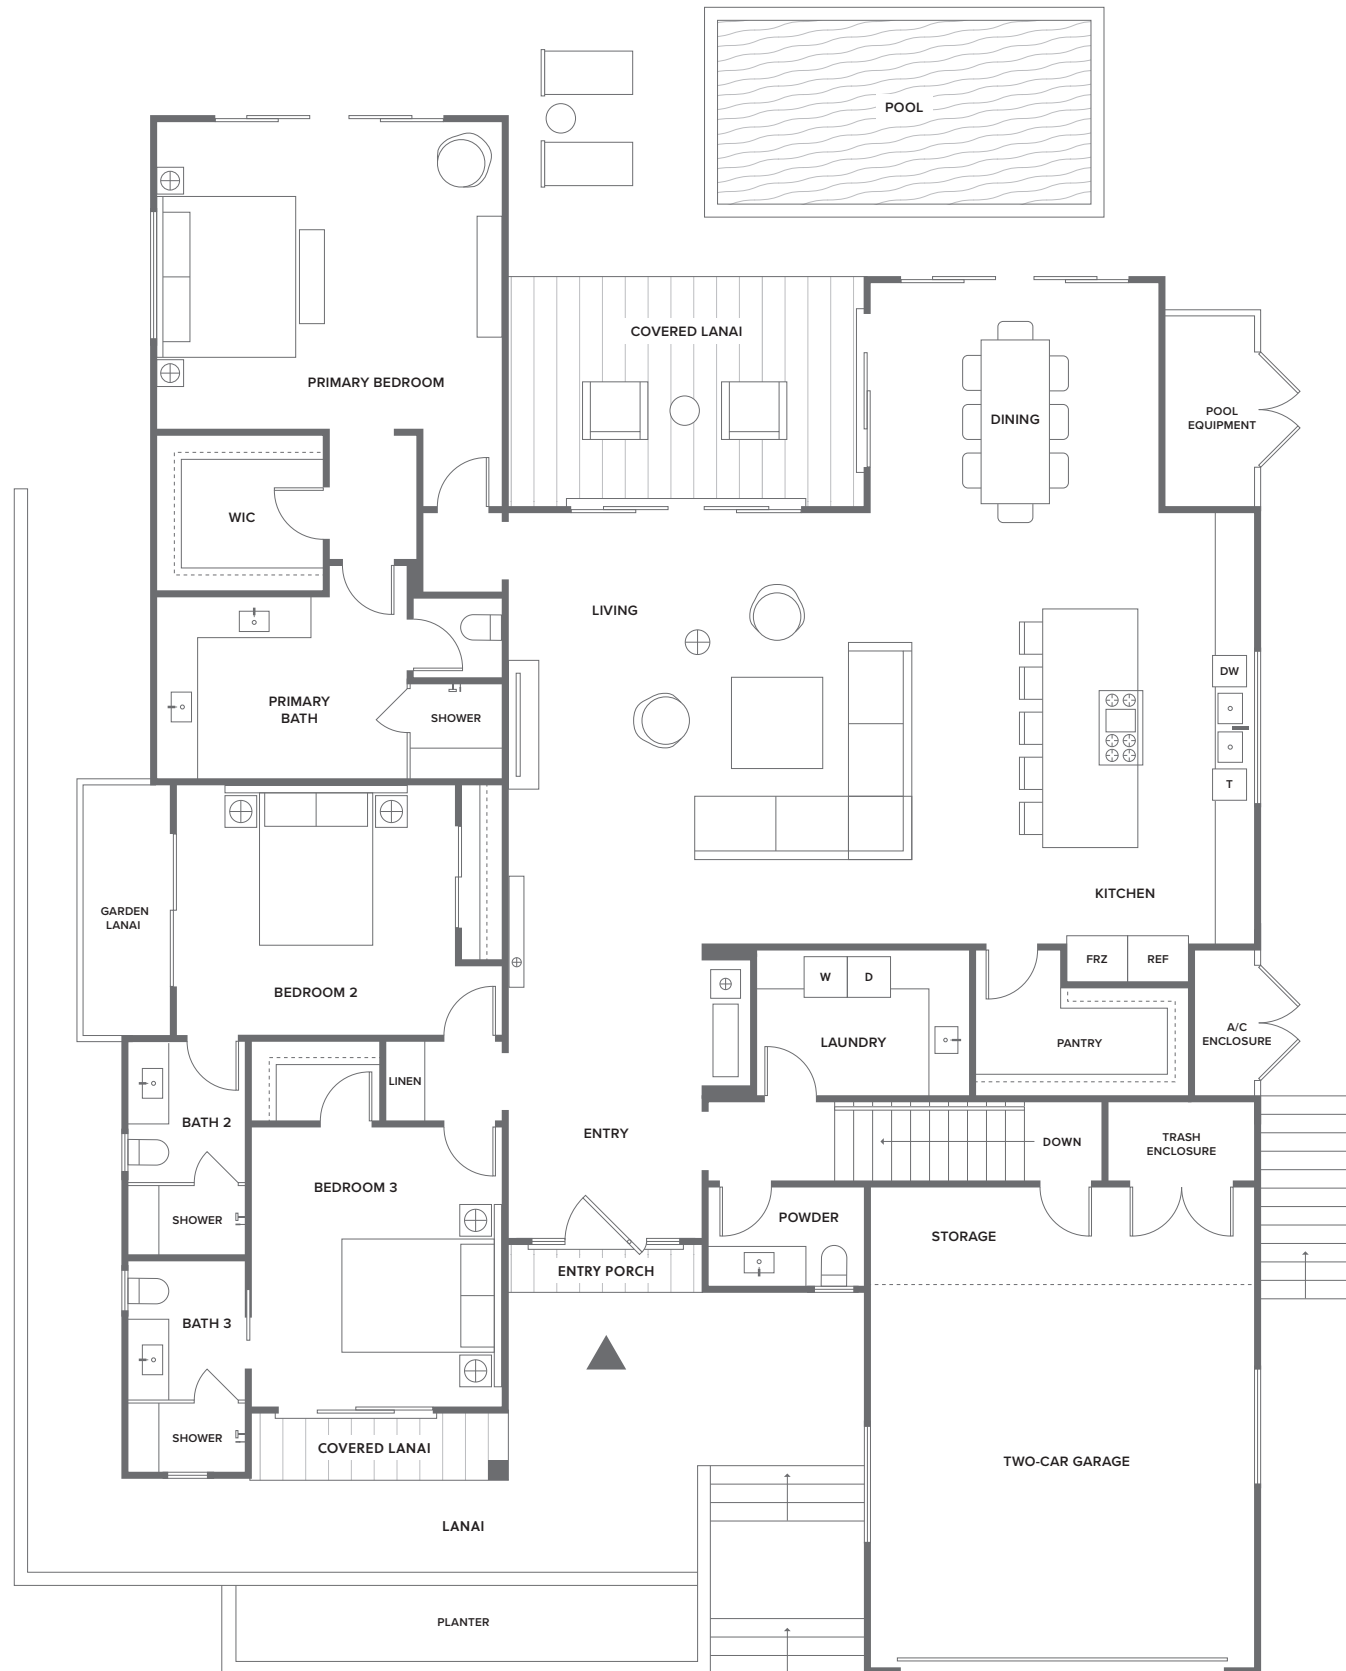 POOL
COVERED LANAI
PRIMARY BEDROOM
DINING
POOL
EQUIPMENT
WIC
LIVING
PRIMARY
BATH
SHOWER
DW
T
KITCHEN
GARDEN
LANAI
BEDROOM 2
FRZ
REF
W
D
LAUNDRY
PANTRY
A/C
ENCLOSURE
LINEN
BATH 2
ENTRY
DOWN
TRASH
ENCLOSURE
BEDROOM 3
SHOWER
POWDER
STORAGE
ENTRY PORCH
BATH 3
SHOWER
COVERED LANAI
TWO-CAR GARAGE
LANAI
PLANTER